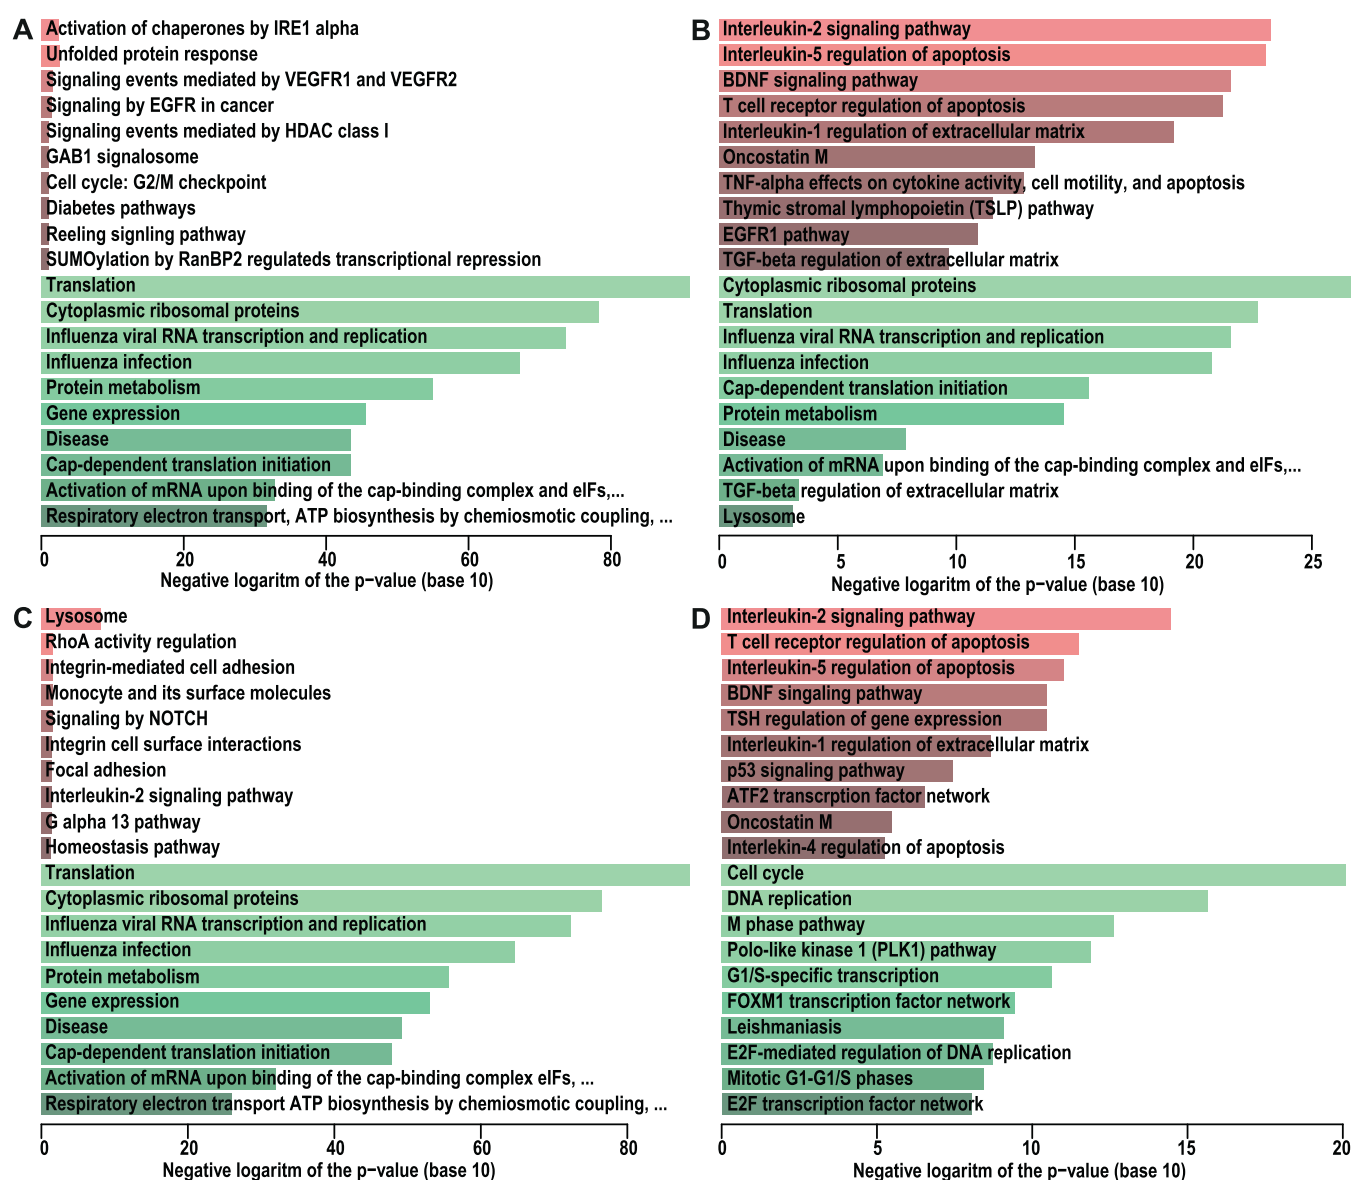 A
Activation of chaperones by IRE1 alpha
Unfolded protein response
Signaling events mediated by VEGFR1 and VEGFR2
Signaling by EGFR in cancer
Signaling events mediated by HDAC class I
GAB1 signalosome
Cell cycle: G2/M checkpoint
Diabetes pathways
Reeling signling pathway
SUMOylation by RanBP2 regulateds transcriptional repression
Translation
Cytoplasmic ribosomal proteins
Influenza viral RNA transcription and replication
Influenza infection
Protein metabolism
Gene expression
Disease
Cap-dependent translation initiation
Activation of mRNA upon binding of the cap-binding complex and eIFs,...
Respiratory electron transport, ATP biosynthesis by chemiosmotic coupling, ...
0 20 40 60 80
Negative logaritm of the p−value (base 10)
B
Interleukin-2 signaling pathway
Interleukin-5 regulation of apoptosis
BDNF signaling pathway
T cell receptor regulation of apoptosis
Interleukin-1 regulation of extracellular matrix
Oncostatin M
TNF-alpha effects on cytokine activity, cell motility, and apoptosis
Thymic stromal lymphopoietin (TSLP) pathway
EGFR1 pathway
TGF-beta regulation of extracellular matrix
Cytoplasmic ribosomal proteins
Translation
Influenza viral RNA transcription and replication
Influenza infection
Cap-dependent translation initiation
Protein metabolism
Disease
Activation of mRNA upon binding of the cap-binding complex and eIFs,...
TGF-beta regulation of extracellular matrix
Lysosome
0 5 10 15 20 25
Negative logaritm of the p−value (base 10)
C
Lysosome
RhoA activity regulation
Integrin-mediated cell adhesion
Monocyte and its surface molecules
Signaling by NOTCH
Integrin cell surface interactions
Focal adhesion
Interleukin-2 signaling pathway
G alpha 13 pathway
Homeostasis pathway
Translation
Cytoplasmic ribosomal proteins
Influenza viral RNA transcription and replication
Influenza infection
Protein metabolism
Gene expression
Disease
Cap-dependent translation initiation
Activation of mRNA upon binding of the cap-binding complex eIFs, ...
Respiratory electron transport ATP biosynthesis by chemiosmotic coupling, ...
0 20 40 60 80
Negative logaritm of the p−value (base 10)
D
Interleukin-2 signaling pathway
T cell receptor regulation of apoptosis
Interleukin-5 regulation of apoptosis
BDNF singaling pathway
TSH regulation of gene expression
Interleukin-1 regulation of extracellular matrix
p53 signaling pathway
ATF2 transcrption factor network
Oncostatin M
Interlekin-4 regulation of apoptosis
Cell cycle
DNA replication
M phase pathway
Polo-like kinase 1 (PLK1) pathway
G1/S-specific transcription
FOXM1 transcription factor network
Leishmaniasis
E2F-mediated regulation of DNA replication
Mitotic G1-G1/S phases
E2F transcription factor network
0 5 10 15 20
Negative logaritm of the p−value (base 10)